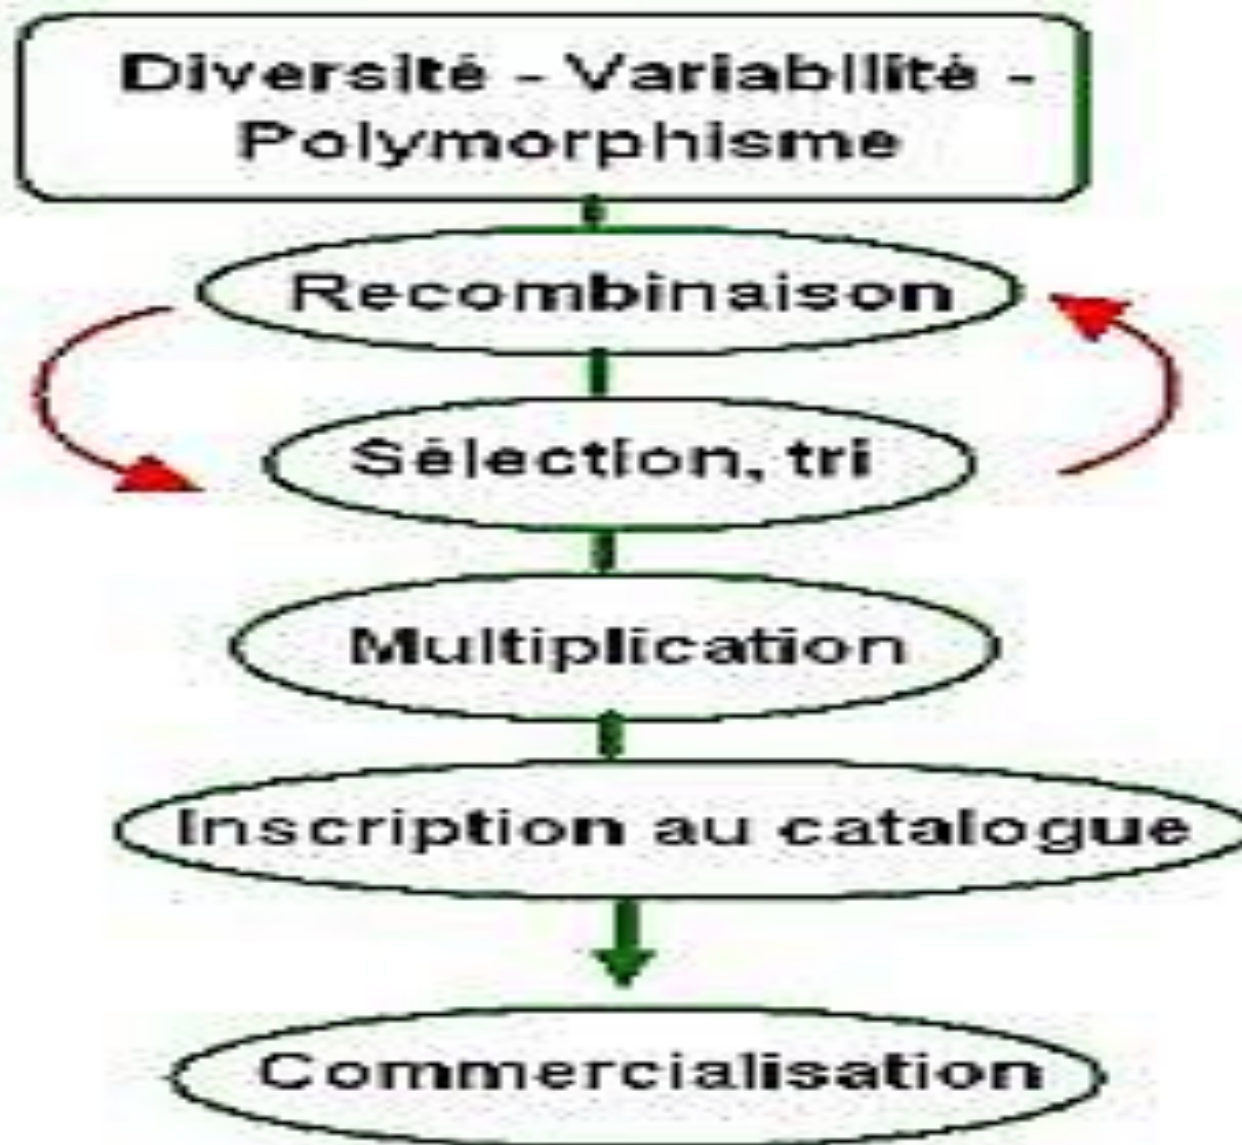 Diversité - Variabilité -
Polymorphisme
Recombinaison
Sélection, tri
Multiplication
Inscription au catalogue
Commercialisation